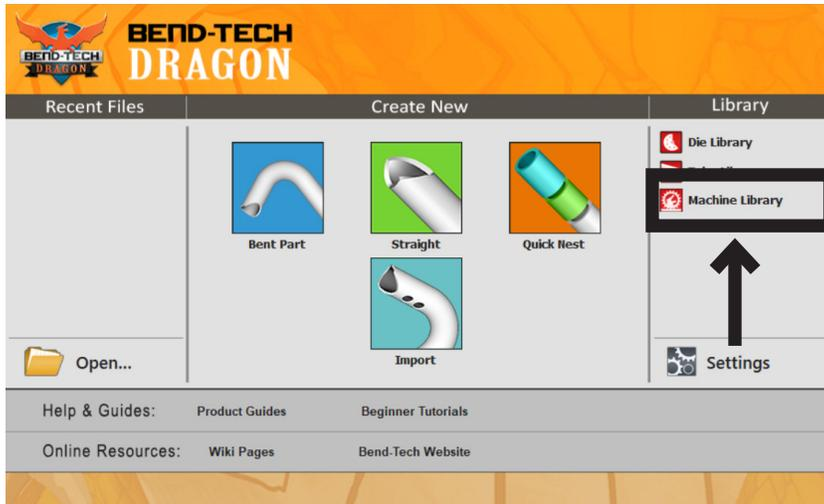 BEND-TECH
DRAGON
BEND-TECH
DRAGON
Recent Files
Create New
Library
Die Library
Machine Library
Bent Part
Straight
Quick Nest
Import
Open...
Settings
Help & Guides:
Product Guides
Beginner Tutorials
Online Resources:
Wiki Pages
Bend-Tech Website